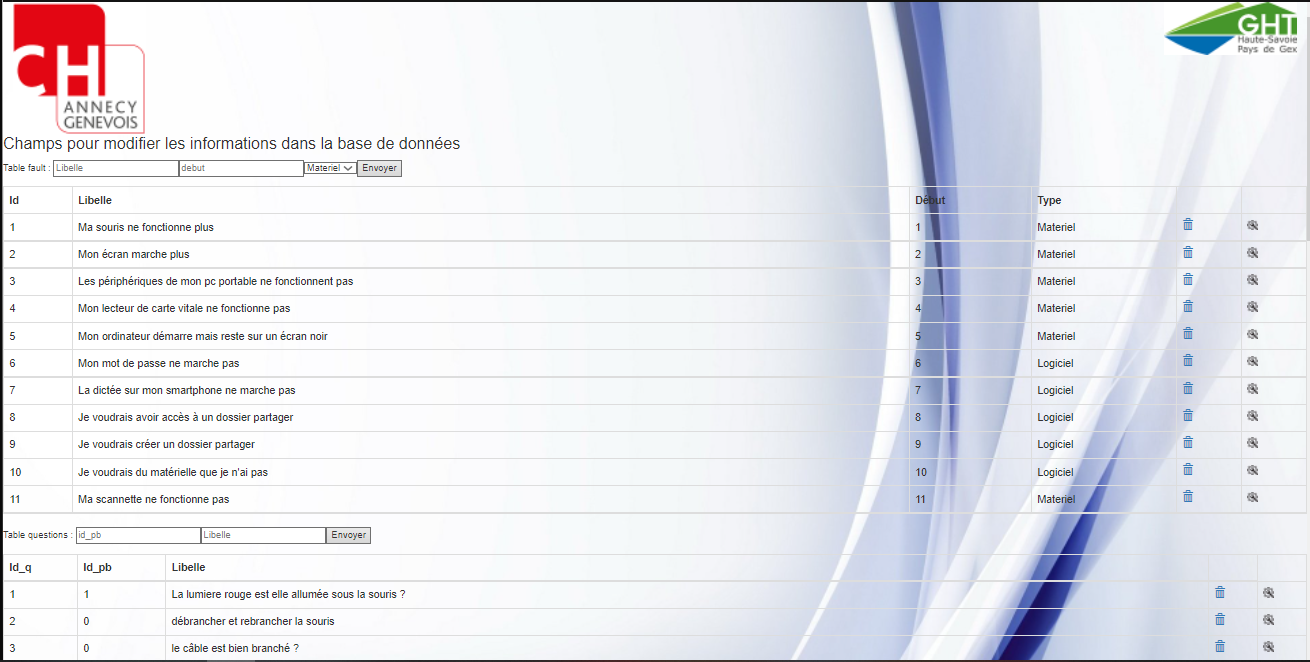 CH
ANNECY
GENEVOIS
GHT
Haute-Savoie
Pays de Gex
Champs pour modifier les informations dans la base de données
Table fault : Libelle debut Materiel Envoyer
Id Libelle Début Type
1 Ma souris ne fonctionne plus 1 Materiel
2 Mon écran marche plus 2 Materiel
3 Les périphériques de mon pc portable ne fonctionnent pas 3 Materiel
4 Mon lecteur de carte vitale ne fonctionne pas 4 Materiel
5 Mon ordinateur démarre mais reste sur un écran noir 5 Materiel
6 Mon mot de passe ne marche pas 6 Logiciel
7 La dictée sur mon smartphone ne marche pas 7 Logiciel
8 Je voudrais avoir accès à un dossier partager 8 Logiciel
9 Je voudrais créer un dossier partager 9 Logiciel
10 Je voudrais du matérielle que je n'ai pas 10 Logiciel
11 Ma scannette ne fonctionne pas 11 Materiel
Table questions : id_pb Libelle Envoyer
Id_q Id_pb Libelle
1 1 La lumiere rouge est elle allumée sous la souris ?
2 0 débrancher et rebrancher la souris
3 0 le câble est bien branché ?